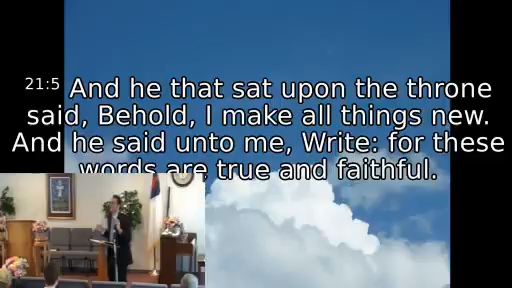 21:5 And he that sat upon the throne
said, Behold, I make all things new.
And he said unto me, Write: for these
words are true and faithful.